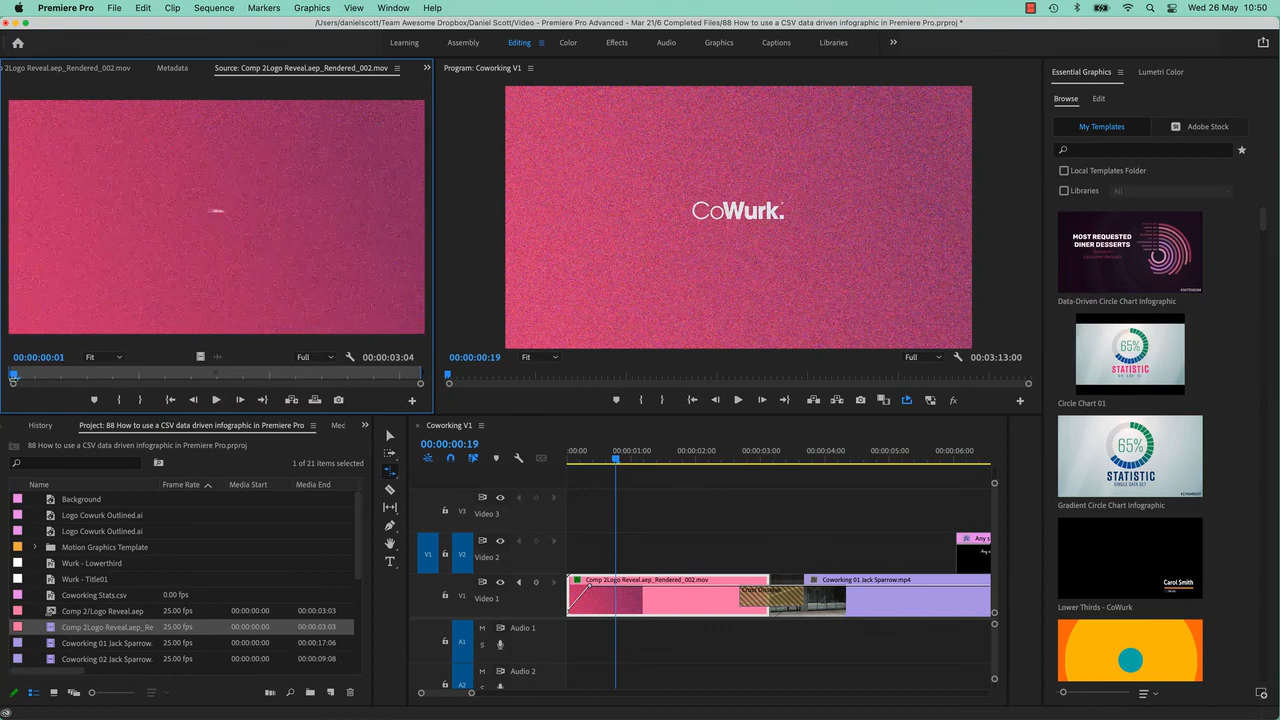 Premiere Pro File Edit Clip Sequence Markers Graphics View Window Help
Wed 26 May 10:50
/Users/danielscott/Team Awesome Dropbox/Daniel Scott/Video - Premiere Pro Advanced - Mar 21/6 Completed Files/88 How to use a CSV data driven infographic in Premiere Pro.prproj *
Learning Assembly Editing Color Effects Audio Graphics Captions Libraries
2Logo Reveal.aep_Rendered_002.mov Metadata Source: Comp 2Logo Reveal.aep_Rendered_002.mov
Program: Coworking V1
Essential Graphics Lumetri Color
Browse Edit
My Templates Adobe Stock
Local Templates Folder
Libraries All
CoWurk.
MOST REQUESTED
DINER DESSERTS
Data-Driven Circle Chart Infographic
65%
STATISTIC
Circle Chart 01
65%
STATISTIC
SINGLE DATA SET
Gradient Circle Chart Infographic
Carol Smith
CoWurk
Lower Thirds - CoWurk
00:00:00:01 Fit Full 00:00:03:04
00:00:00:19 Fit Full 00:03:13:00
History Project: 88 How to use a CSV data driven infographic in Premiere Pro Med
88 How to use a CSV data driven infographic in Premiere Pro.prproj
1 of 21 items selected
Name Frame Rate Media Start Media End
Background
Logo Cowurk Outlined.ai
Logo Cowurk Outlined.ai
Motion Graphics Template
Wurk - Lowerthird
Wurk - Title01
Coworking Stats.csv 0.00 fps
Comp 2/Logo Reveal.aep 25.00 fps 00:00:00:00 00:00:03:03
Comp 2Logo Reveal.aep_Re 25.00 fps 00:00:00:00 00:00:03:03
Coworking 01 Jack Sparrow. 25.00 fps 00:00:00:00 00:00:17:06
Coworking 02 Jack Sparrow. 25.00 fps 00:00:00:00 00:00:09:08
Coworking V1
00:00:00:19
:00:00 00:00:01:00 00:00:02:00 00:00:03:00 00:00:04:00 00:00:05:00 00:00:06:00
V3 Video 3
V1 V2 Video 2
Any s
V1 Video 1
Comp 2Logo Reveal.aep_Rendered_002.mov
Coworking 01 Jack Sparrow.mp4
Cross Dissolve
A1 M Audio 1
S
A2 M Audio 2
S